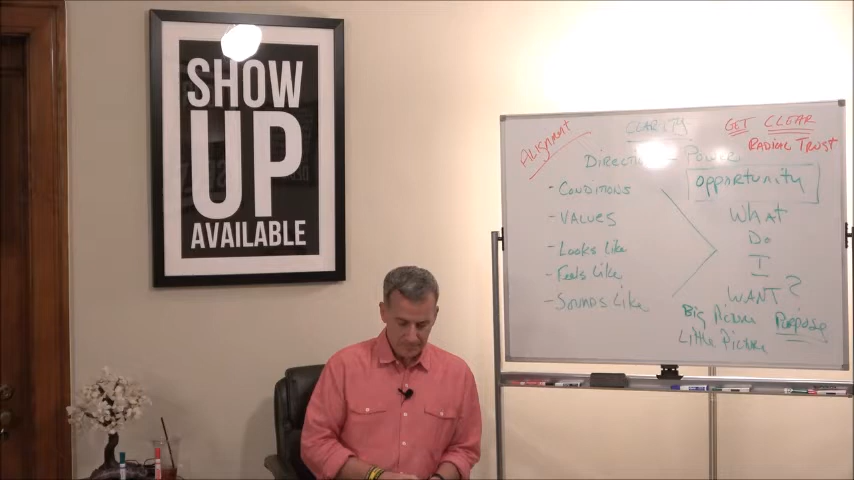 SHOW
UP
AVAILABLE
Alignment
CLARITY
GET CLEAR
RADICAL TRUST
Direction - Power
opportunity
- CONDITIONS
- VALUES
- Looks Like
- Feels Like
- Sounds Like
WHAT
Do
I
WANT?
Big Picture Purpose
Little Picture